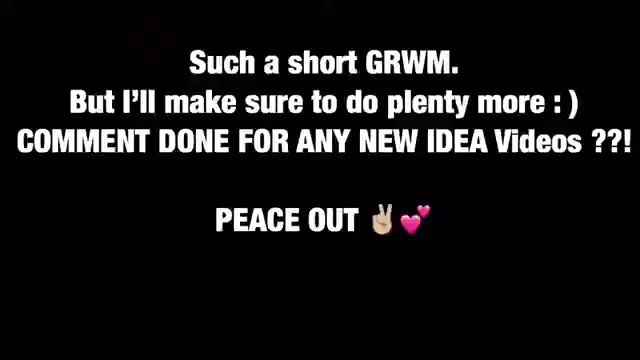 Such a short GRWM.
But I'll make sure to do plenty more : )
COMMENT DONE FOR ANY NEW IDEA Videos ??!
PEACE OUT ✌🏼💕